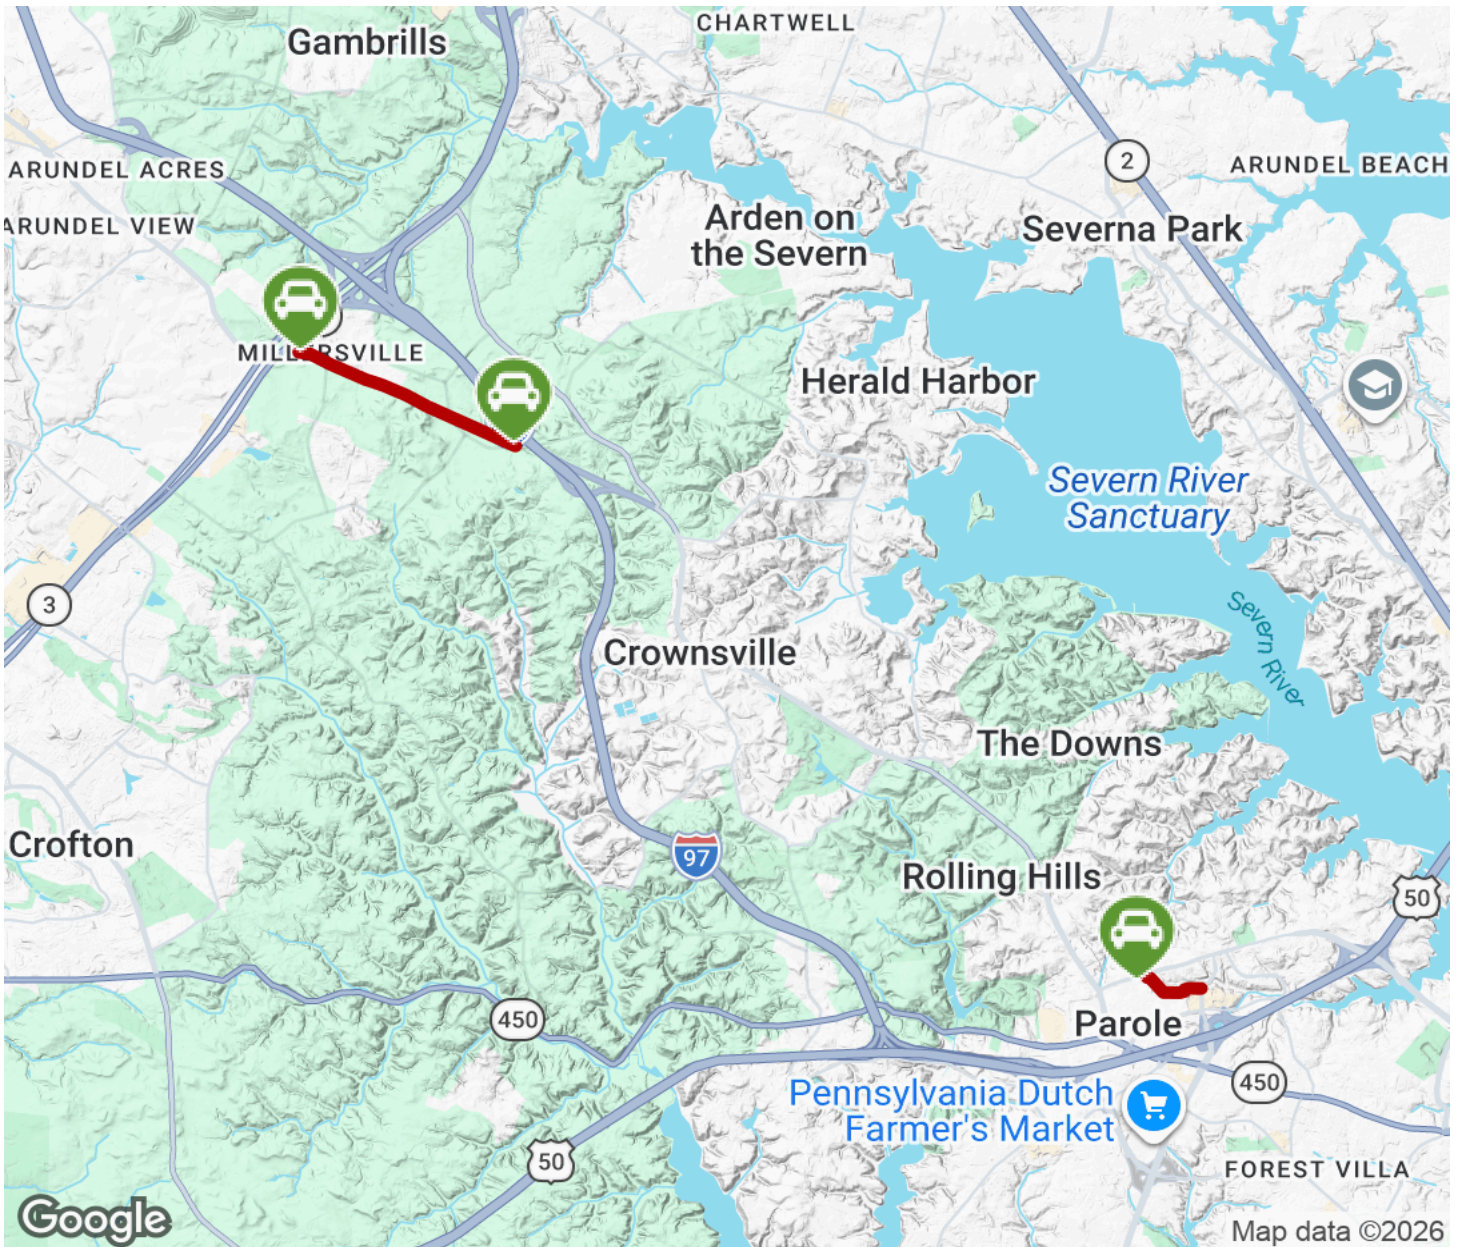 CHARTWELL
Gambrills
2
ARUNDEL ACRES
ARUNDEL BEACH
ARUNDEL VIEW
Arden on
the Severn
Severna Park
MILLERSVILLE
Herald Harbor
Severn River
Sanctuary
3
Severn River
Crownsville
The Downs
Crofton
97
Rolling Hills
50
450
Parole
450
Pennsylvania Dutch
Farmer's Market
50
FOREST VILLA
Google
Map data ©2026